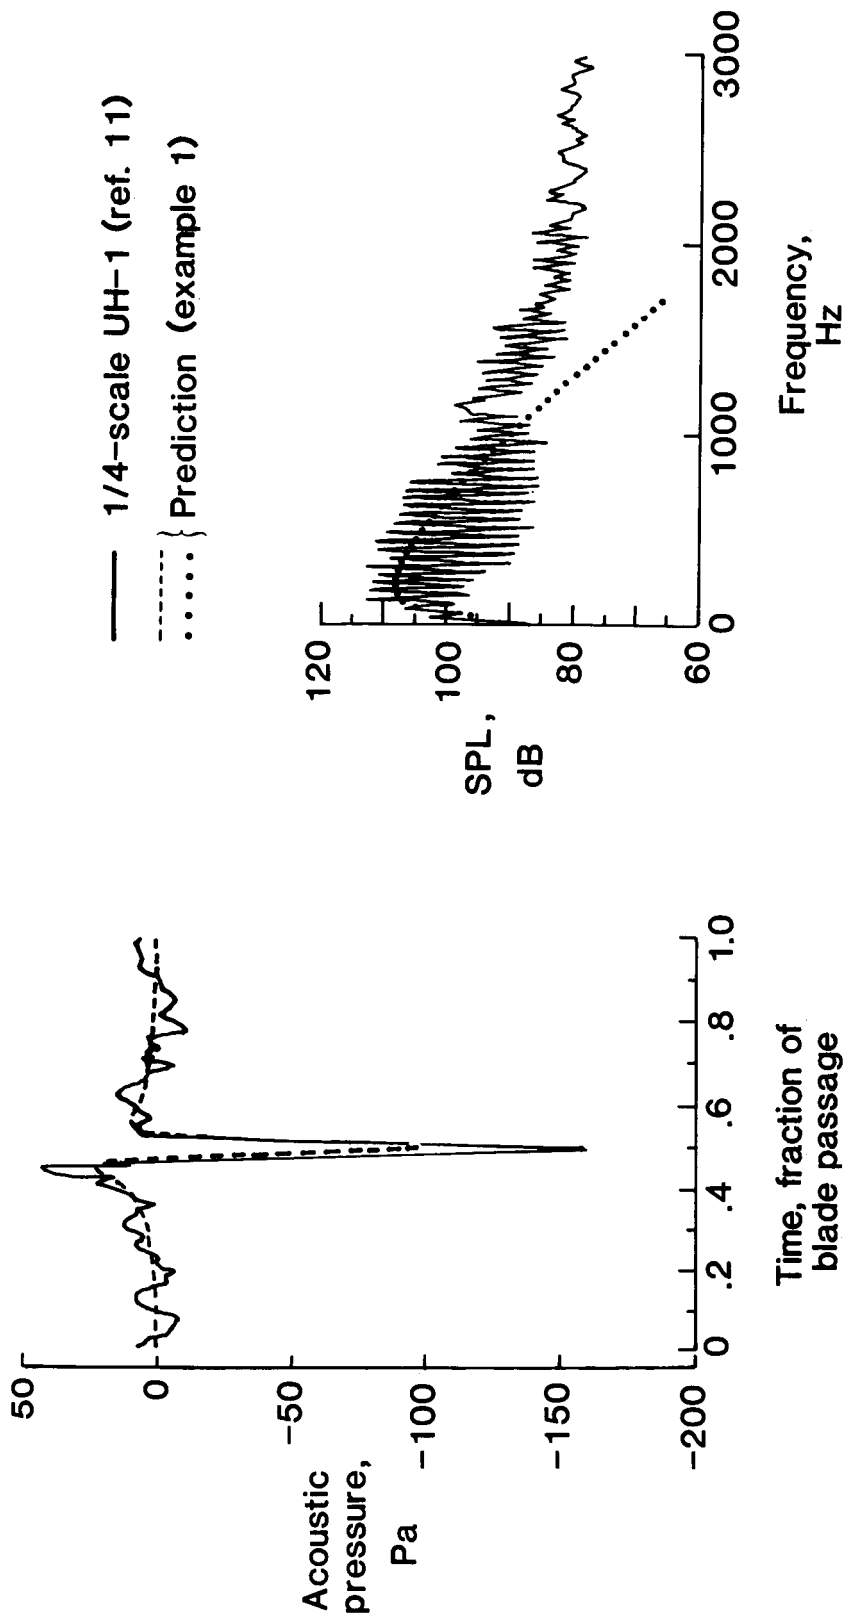 1/4-scale UH-1 (ref. 11)
Prediction (example 1)
50
0
-50
-100
-150
-200
Acoustic
pressure,
Pa
0
.2
.4
.6
.8
1.0
Time, fraction of
blade passage
120
100
80
60
SPL,
dB
0
1000
2000
3000
Frequency,
Hz